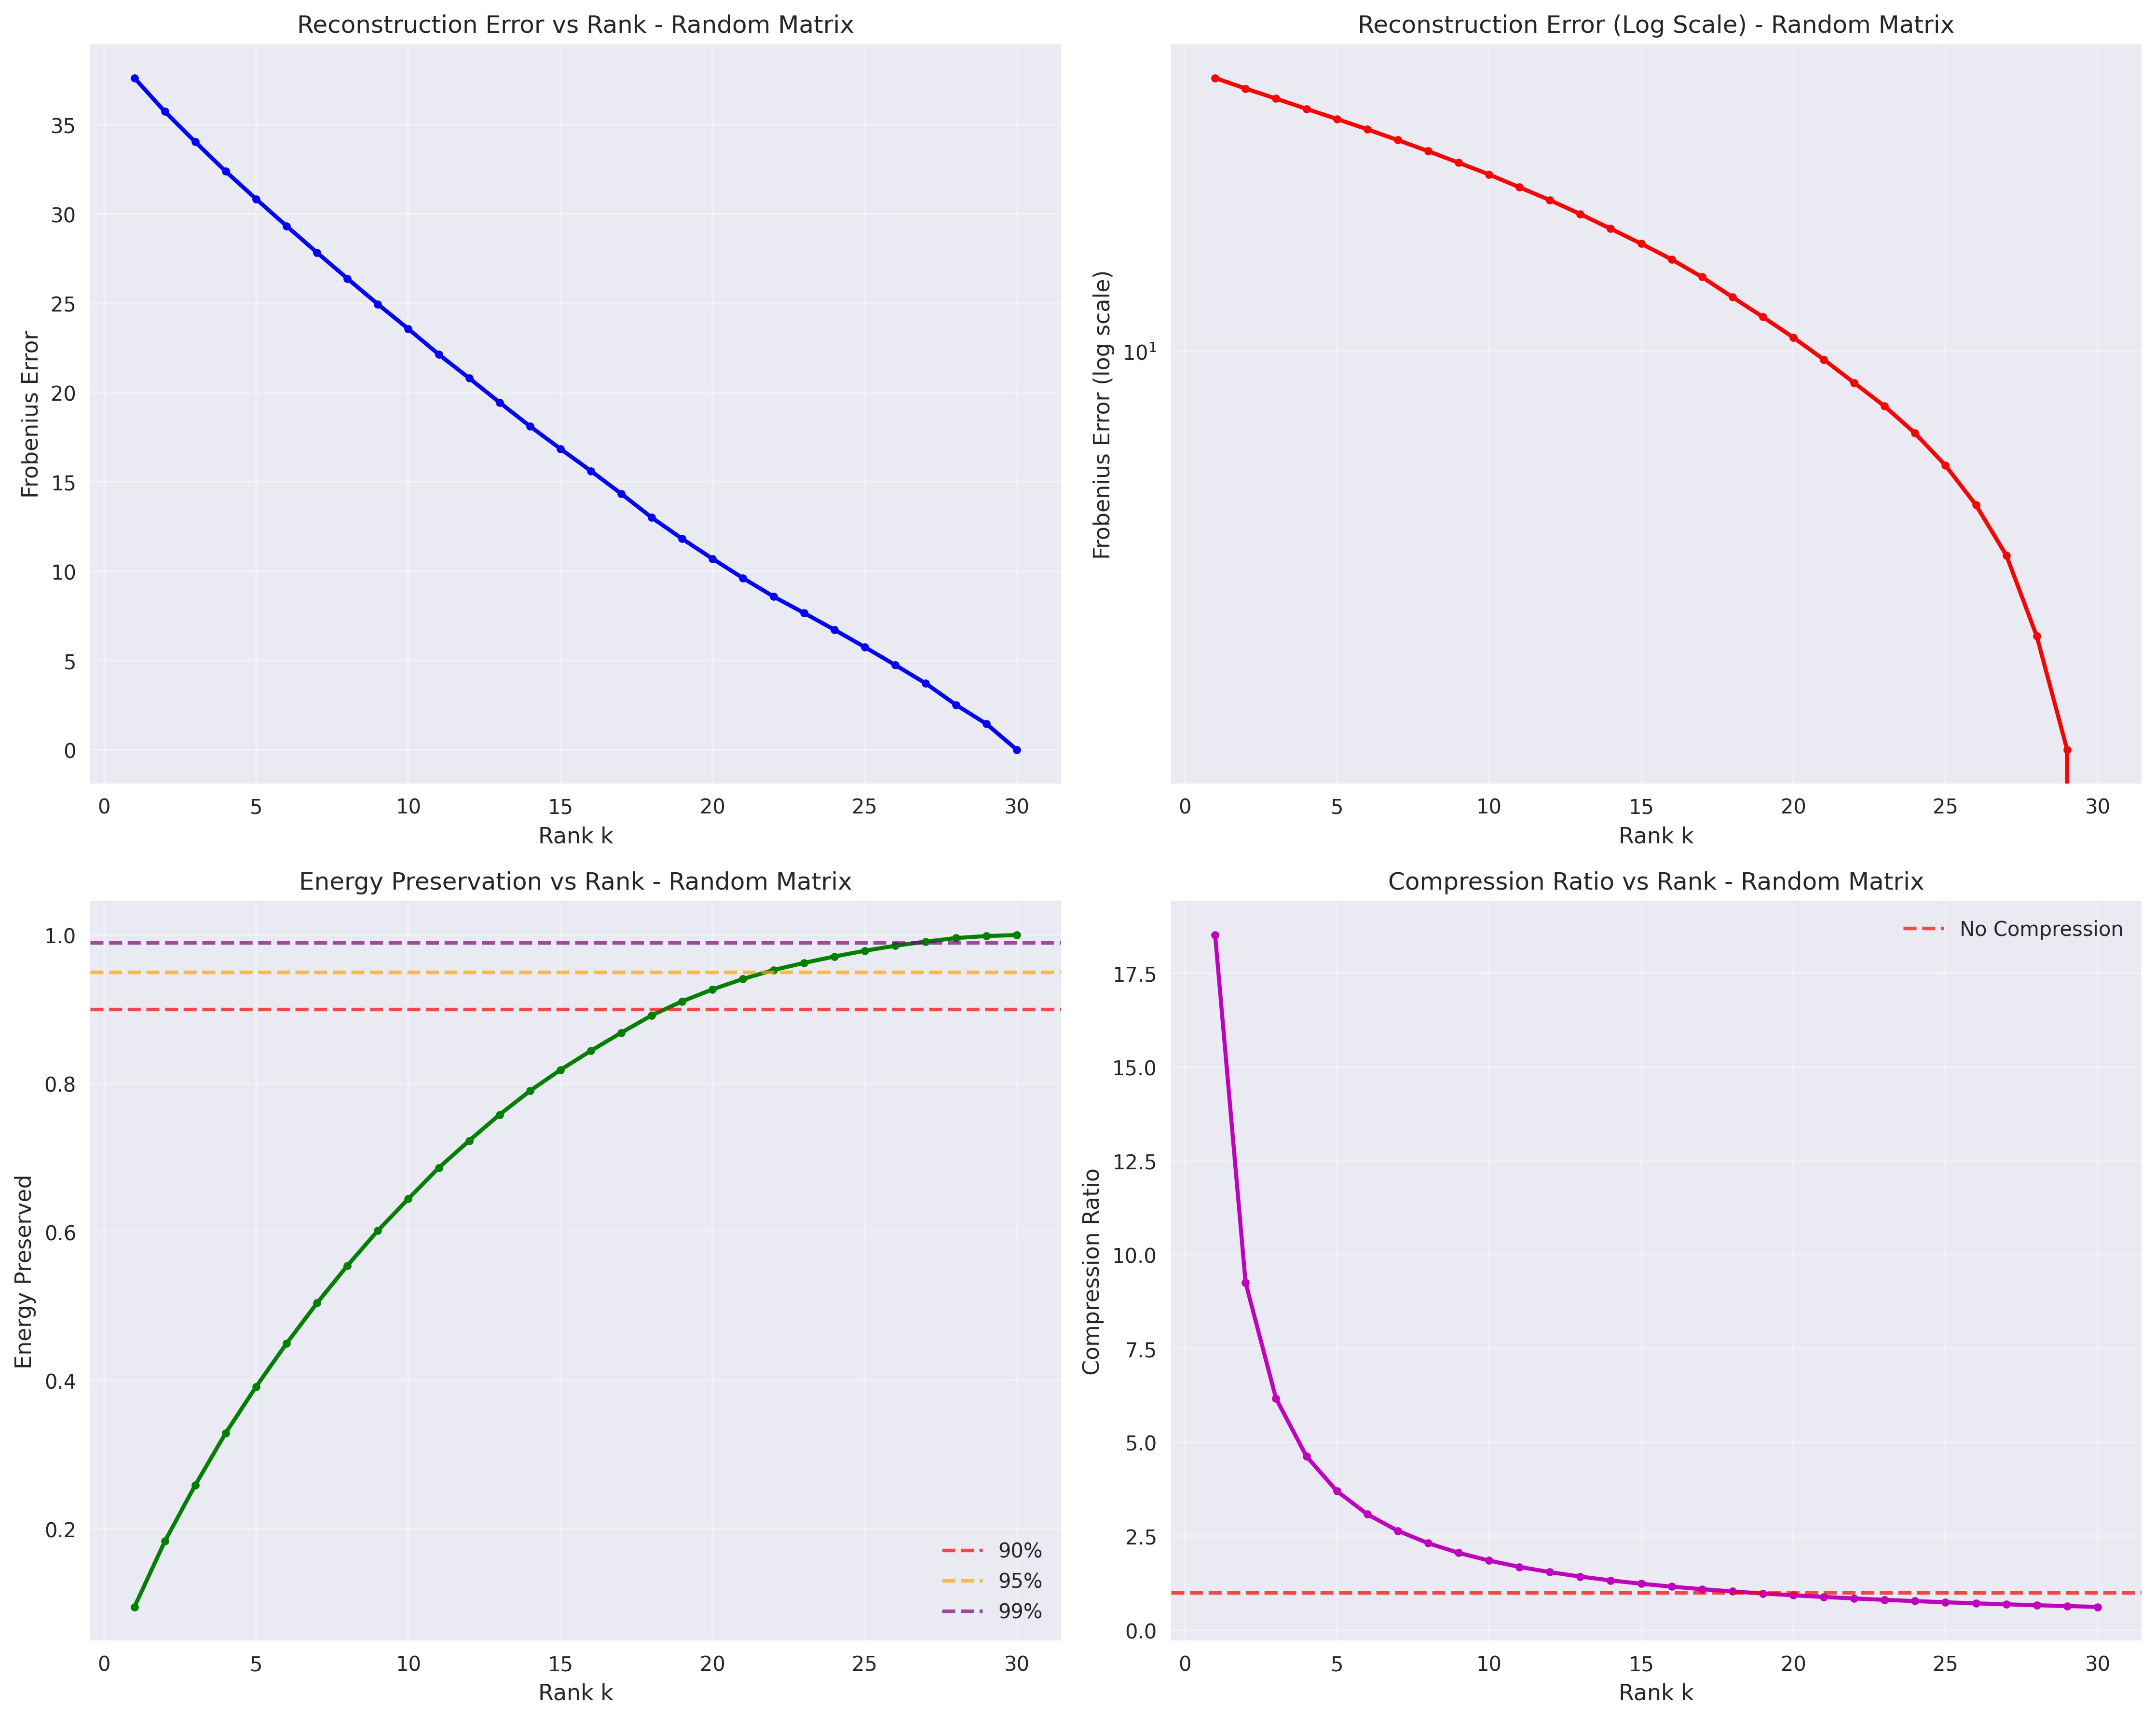 Reconstruction Error vs Rank - Random Matrix
Frobenius Error
35
30
25
20
15
10
5
0
0 5 10 15 20 25 30
Rank k
Reconstruction Error (Log Scale) - Random Matrix
Frobenius Error (log scale)
10¹
0 5 10 15 20 25 30
Rank k
Energy Preservation vs Rank - Random Matrix
Energy Preserved
1.0
0.8
0.6
0.4
0.2
90%
95%
99%
0 5 10 15 20 25 30
Rank k
Compression Ratio vs Rank - Random Matrix
Compression Ratio
No Compression
17.5
15.0
12.5
10.0
7.5
5.0
2.5
0.0
0 5 10 15 20 25 30
Rank k